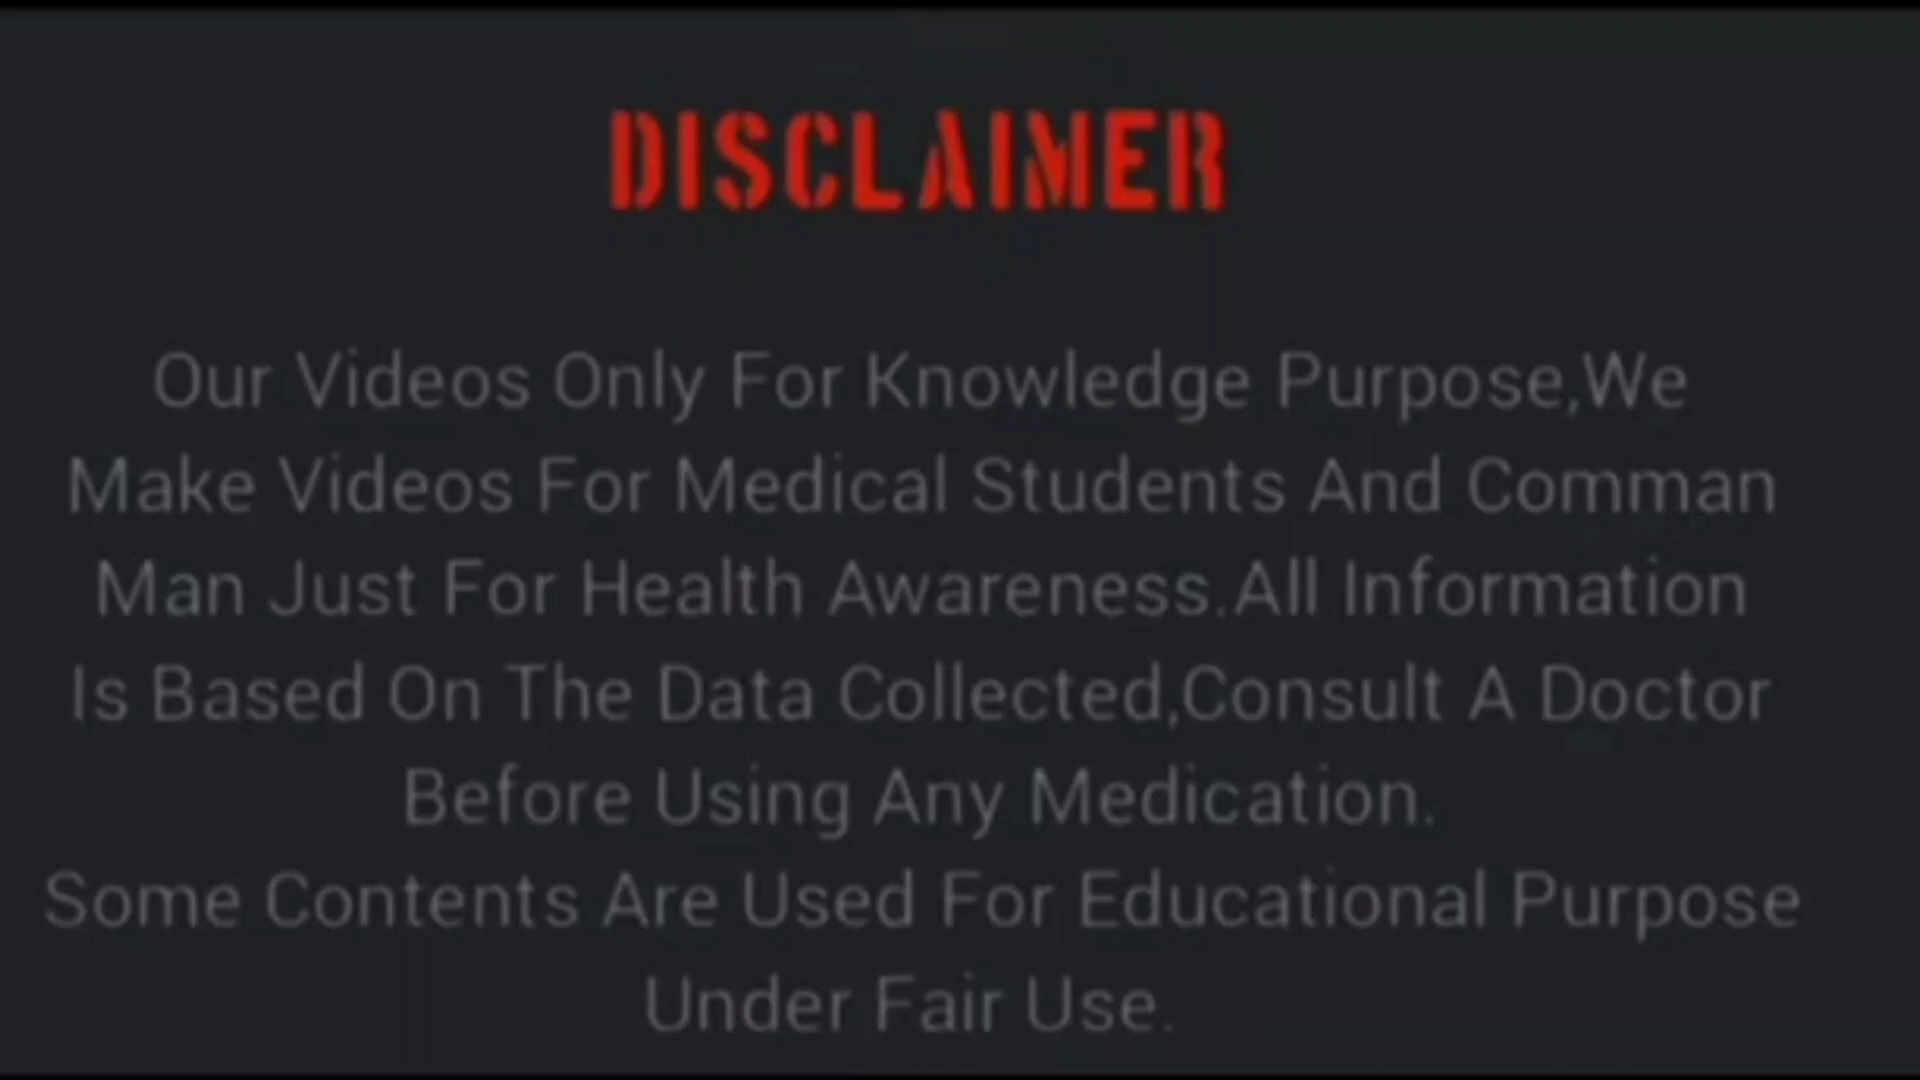 DISCLAIMER
Our Videos Only For Knowledge Purpose,We
Make Videos For Medical Students And Comman
Man Just For Health Awareness.All Information
Is Based On The Data Collected,Consult A Doctor
Before Using Any Medication.
Some Contents Are Used For Educational Purpose
Under Fair Use.